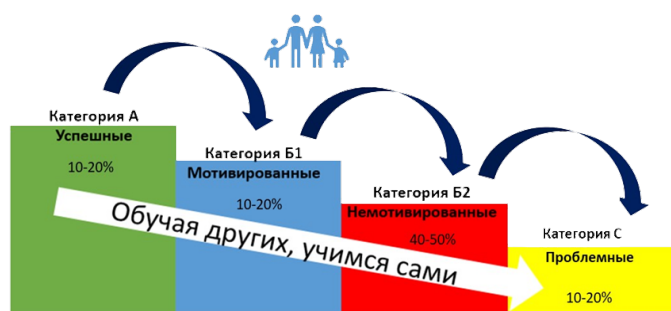 Категория А
Успешные
10-20%
Категория Б1
Мотивированные
10-20%
Категория Б2
Немотивированные
40-50%
Категория С
Проблемные
10-20%
Обучая других, учимся сами